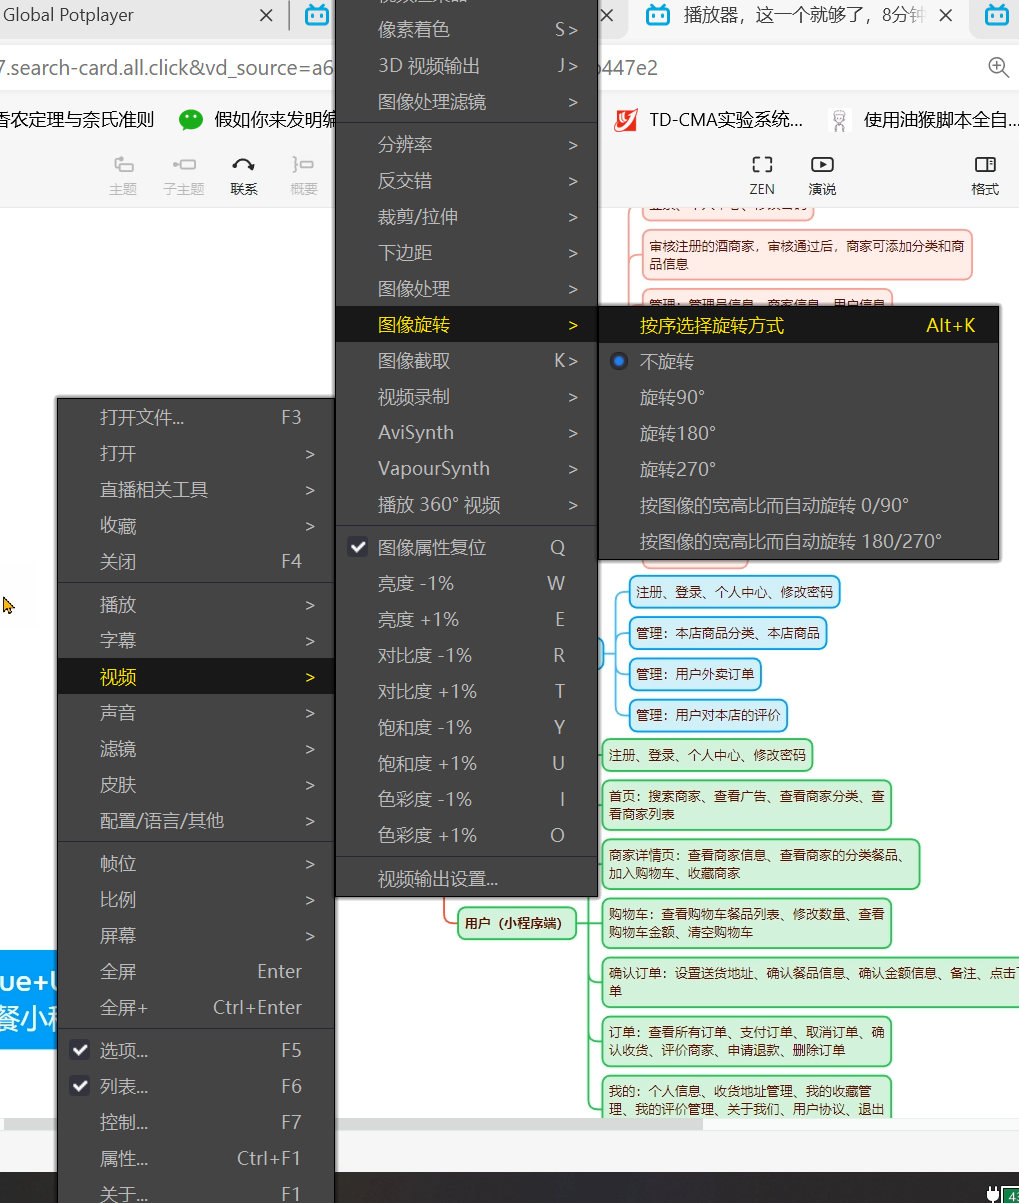 Global Potplayer
播放器，这一个就够了，8分钟
7.search-card.all.click&vd_source=a6
447e2
香农定理与奈氏准则
假如你来发明编
TD-CMA实验系统...
使用油猴脚本全自...
主题
子主题
联系
概要
ZEN
演说
格式
像素着色 S >
3D 视频输出 J >
图像处理滤镜 >
分辨率 >
反交错 >
裁剪/拉伸 >
下边距 >
图像处理 >
图像旋转 >
图像截取 K >
视频录制 >
AviSynth >
VapourSynth >
播放 360° 视频 >
图像属性复位 Q
亮度 -1% W
亮度 +1% E
对比度 -1% R
对比度 +1% T
饱和度 -1% Y
饱和度 +1% U
色彩度 -1% I
色彩度 +1% O
视频输出设置...
按序选择旋转方式 Alt+K
不旋转
旋转90°
旋转180°
旋转270°
按图像的宽高比而自动旋转 0/90°
按图像的宽高比而自动旋转 180/270°
打开文件... F3
打开 >
直播相关工具 >
收藏 >
关闭 F4
播放 >
字幕 >
视频 >
声音 >
滤镜 >
皮肤 >
配置/语言/其他 >
帧位 >
比例 >
屏幕 >
全屏 Enter
全屏+ Ctrl+Enter
选项... F5
列表... F6
控制... F7
属性... Ctrl+F1
关于... F1
审核注册的酒商家，审核通过后，商家可添加分类和商
品信息
管理：管理员信息、商家信息、用户信息
注册、登录、个人中心、修改密码
管理：本店商品分类、本店商品
管理：用户外卖订单
管理：用户对本店的评价
注册、登录、个人中心、修改密码
首页：搜索商家、查看广告、查看商家分类、查
看商家列表
商家详情页：查看商家信息、查看商家的分类餐品、
加入购物车、收藏商家
用户（小程序端）
购物车：查看购物车餐品列表、修改数量、查看
购物车金额、清空购物车
确认订单：设置送货地址、确认餐品信息、确认金额信息、备注、点击
单
订单：查看所有订单、支付订单、取消订单、确
认收货、评价商家、申请退款、删除订单
我的：个人信息、收货地址管理、我的收藏管
理、我的评价管理、关于我们、用户协议、退出
ue+
餐小程